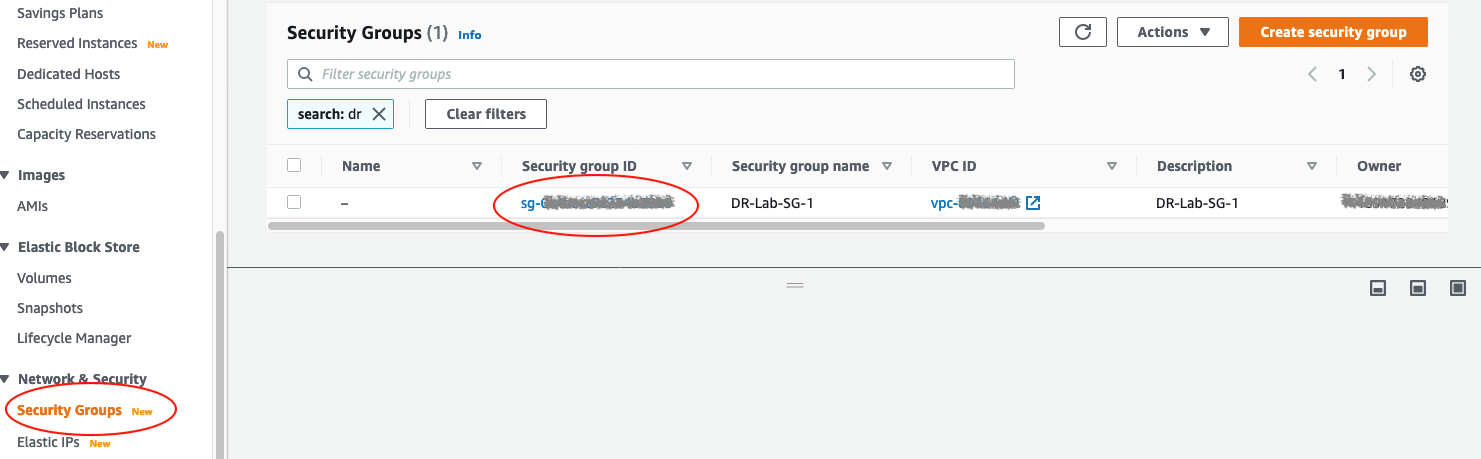 Savings Plans
Reserved Instances New
Dedicated Hosts
Scheduled Instances
Capacity Reservations
Images
AMIs
Elastic Block Store
Volumes
Snapshots
Lifecycle Manager
Network & Security
Security Groups New
Elastic IPs New
Security Groups (1) Info
Actions
Create security group
Filter security groups
1
search: dr
Clear filters
Name Security group ID Security group name VPC ID Description Owner
– sg- DR-Lab-SG-1 vpc- DR-Lab-SG-1